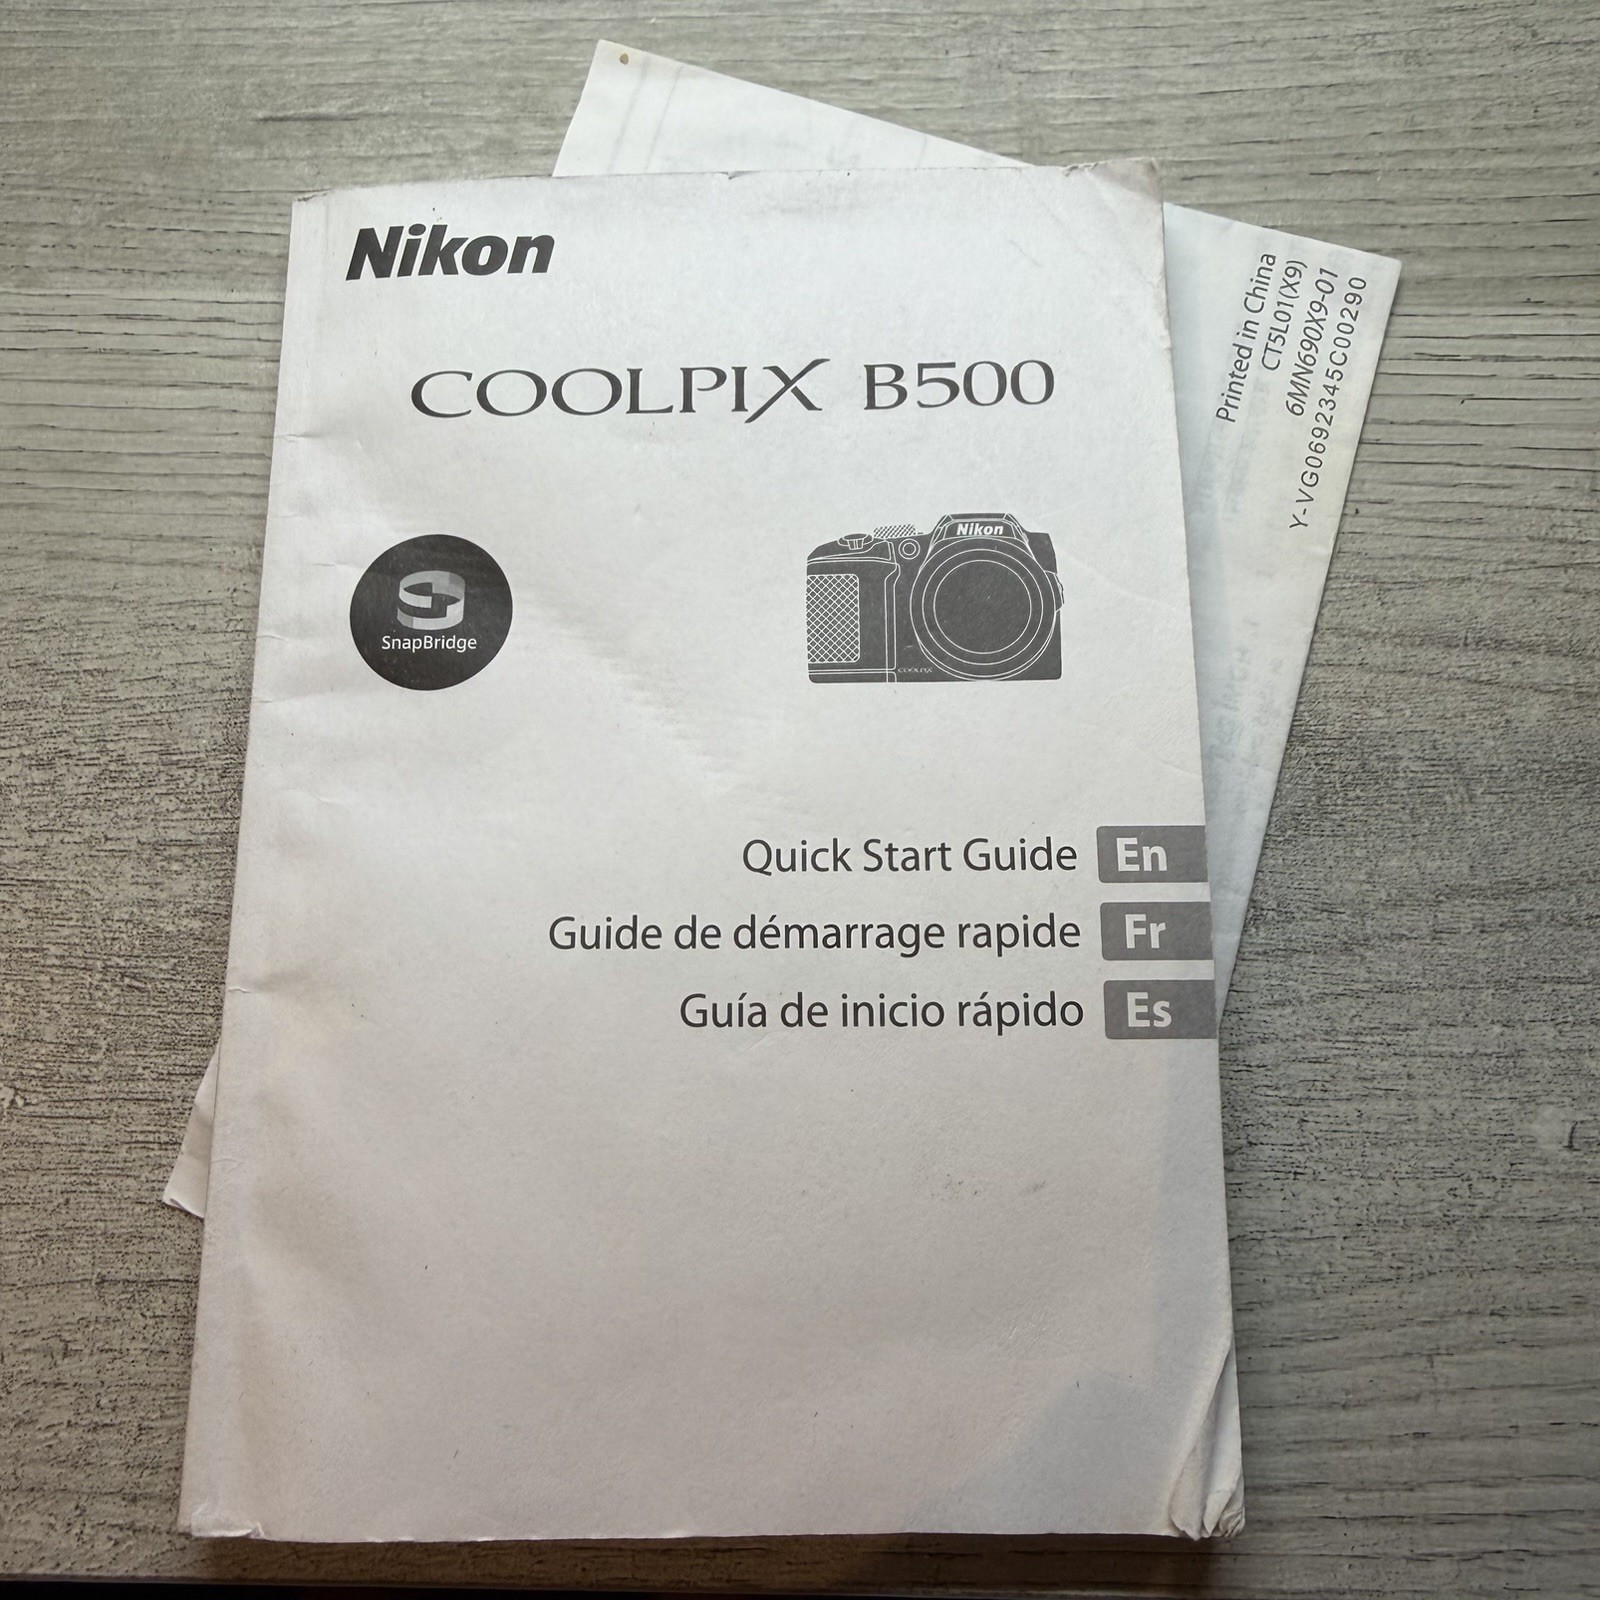 Nikon
COOLPIX B500
Nikon
COOLPIX
SnapBridge
Quick Start Guide En
Guide de démarrage rapide Fr
Guía de inicio rápido Es
Printed in China
CT5L01(X9)
6MN690X9-01
Y-VG0692345C00290